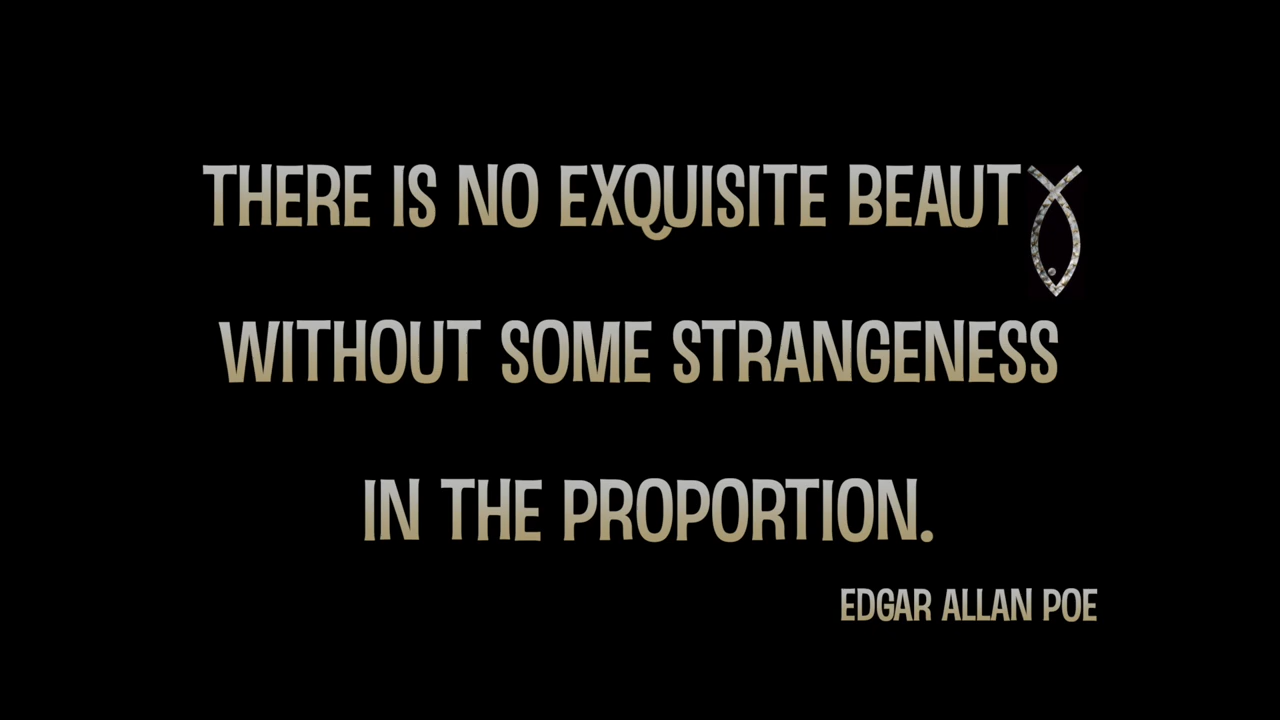 THERE IS NO EXQUISITE BEAUTY
WITHOUT SOME STRANGENESS
IN THE PROPORTION.
EDGAR ALLAN POE